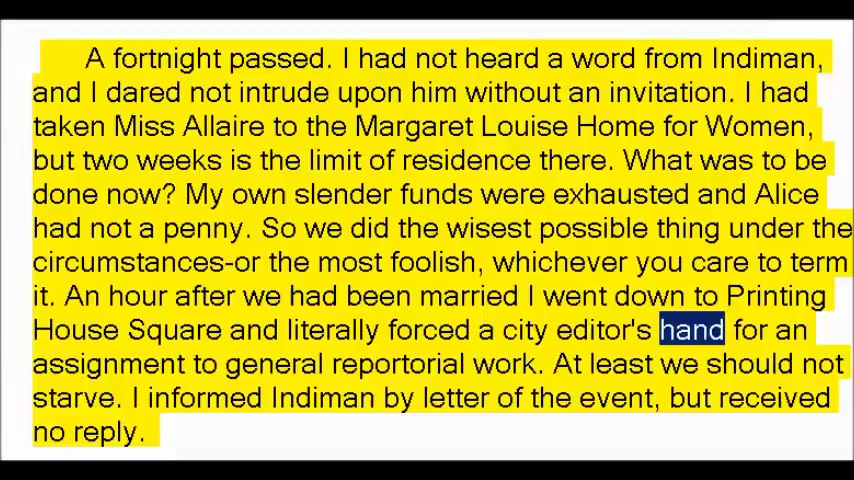 A fortnight passed. I had not heard a word from Indiman,
and I dared not intrude upon him without an invitation. I had
taken Miss Allaire to the Margaret Louise Home for Women,
but two weeks is the limit of residence there. What was to be
done now? My own slender funds were exhausted and Alice
had not a penny. So we did the wisest possible thing under the
circumstances-or the most foolish, whichever you care to term
it. An hour after we had been married I went down to Printing
House Square and literally forced a city editor's hand for an
assignment to general reportorial work. At least we should not
starve. I informed Indiman by letter of the event, but received
no reply.